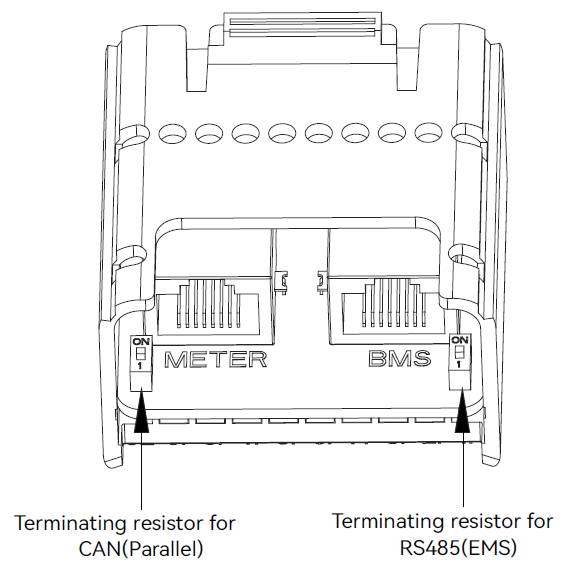 ON
1
METER
BMS
ON
1
Terminating resistor for
CAN(Parallel)
Terminating resistor for
RS485(EMS)